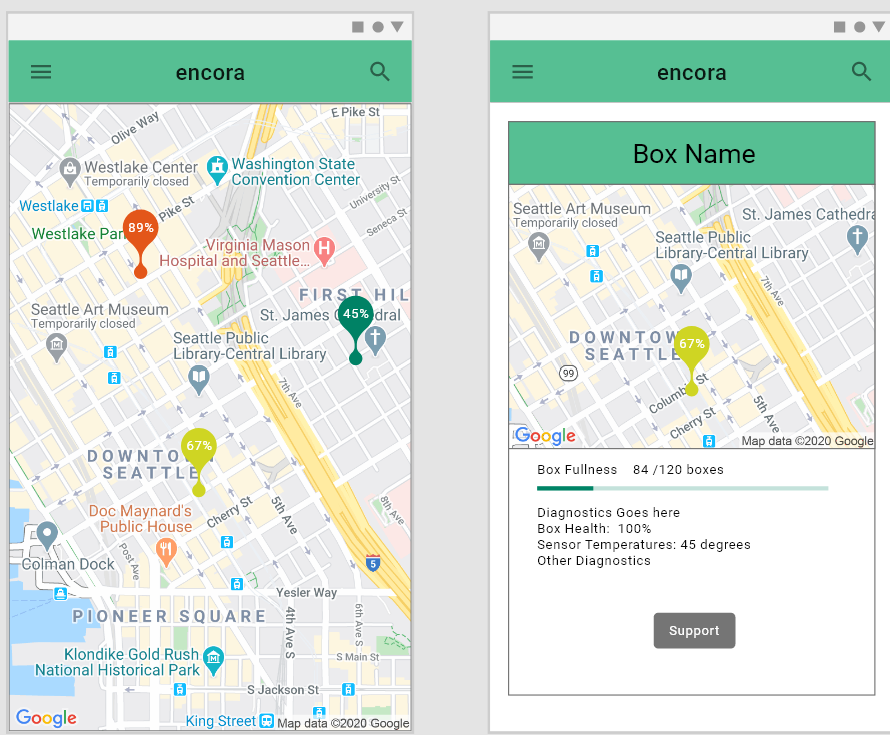 encora
E Pike St
Olive Way
Westlake Center
Temporarily closed
Washington State
Convention Center
Westlake
Pike St
University St
Seneca St
Westlake Par
89%
Virginia Mason
Hospital and Seattle...
FIRST HIL
Seattle Art Museum
Temporarily closed
St. James C
dral
45%
Seattle Public
Library-Central Library
7th Ave
67%
DOWNTOW
SEATTLE
Doc Maynard's
Public House
Cherry St
8th Ave
Post Ave
Colman Dock
5
Yesler Way
PIONEER SQUARE
4th Ave S
6th Ave S
Klondike Gold Rush
National Historical Park
S Main St
S Jackson St
King Street
Google
Map data ©2020 Google
encora
Box Name
Seattle Art Museum
Temporarily closed
St. James Cathedra
Seattle Public
Library-Central Library
7th Ave
DOWNTOW
SEATTLE
67%
99
Columbia St
Cherry St
5th Ave
Google
Map data ©2020 Google
Box Fullness 84 /120 boxes
Diagnostics Goes here
Box Health: 100%
Sensor Temperatures: 45 degrees
Other Diagnostics
Support